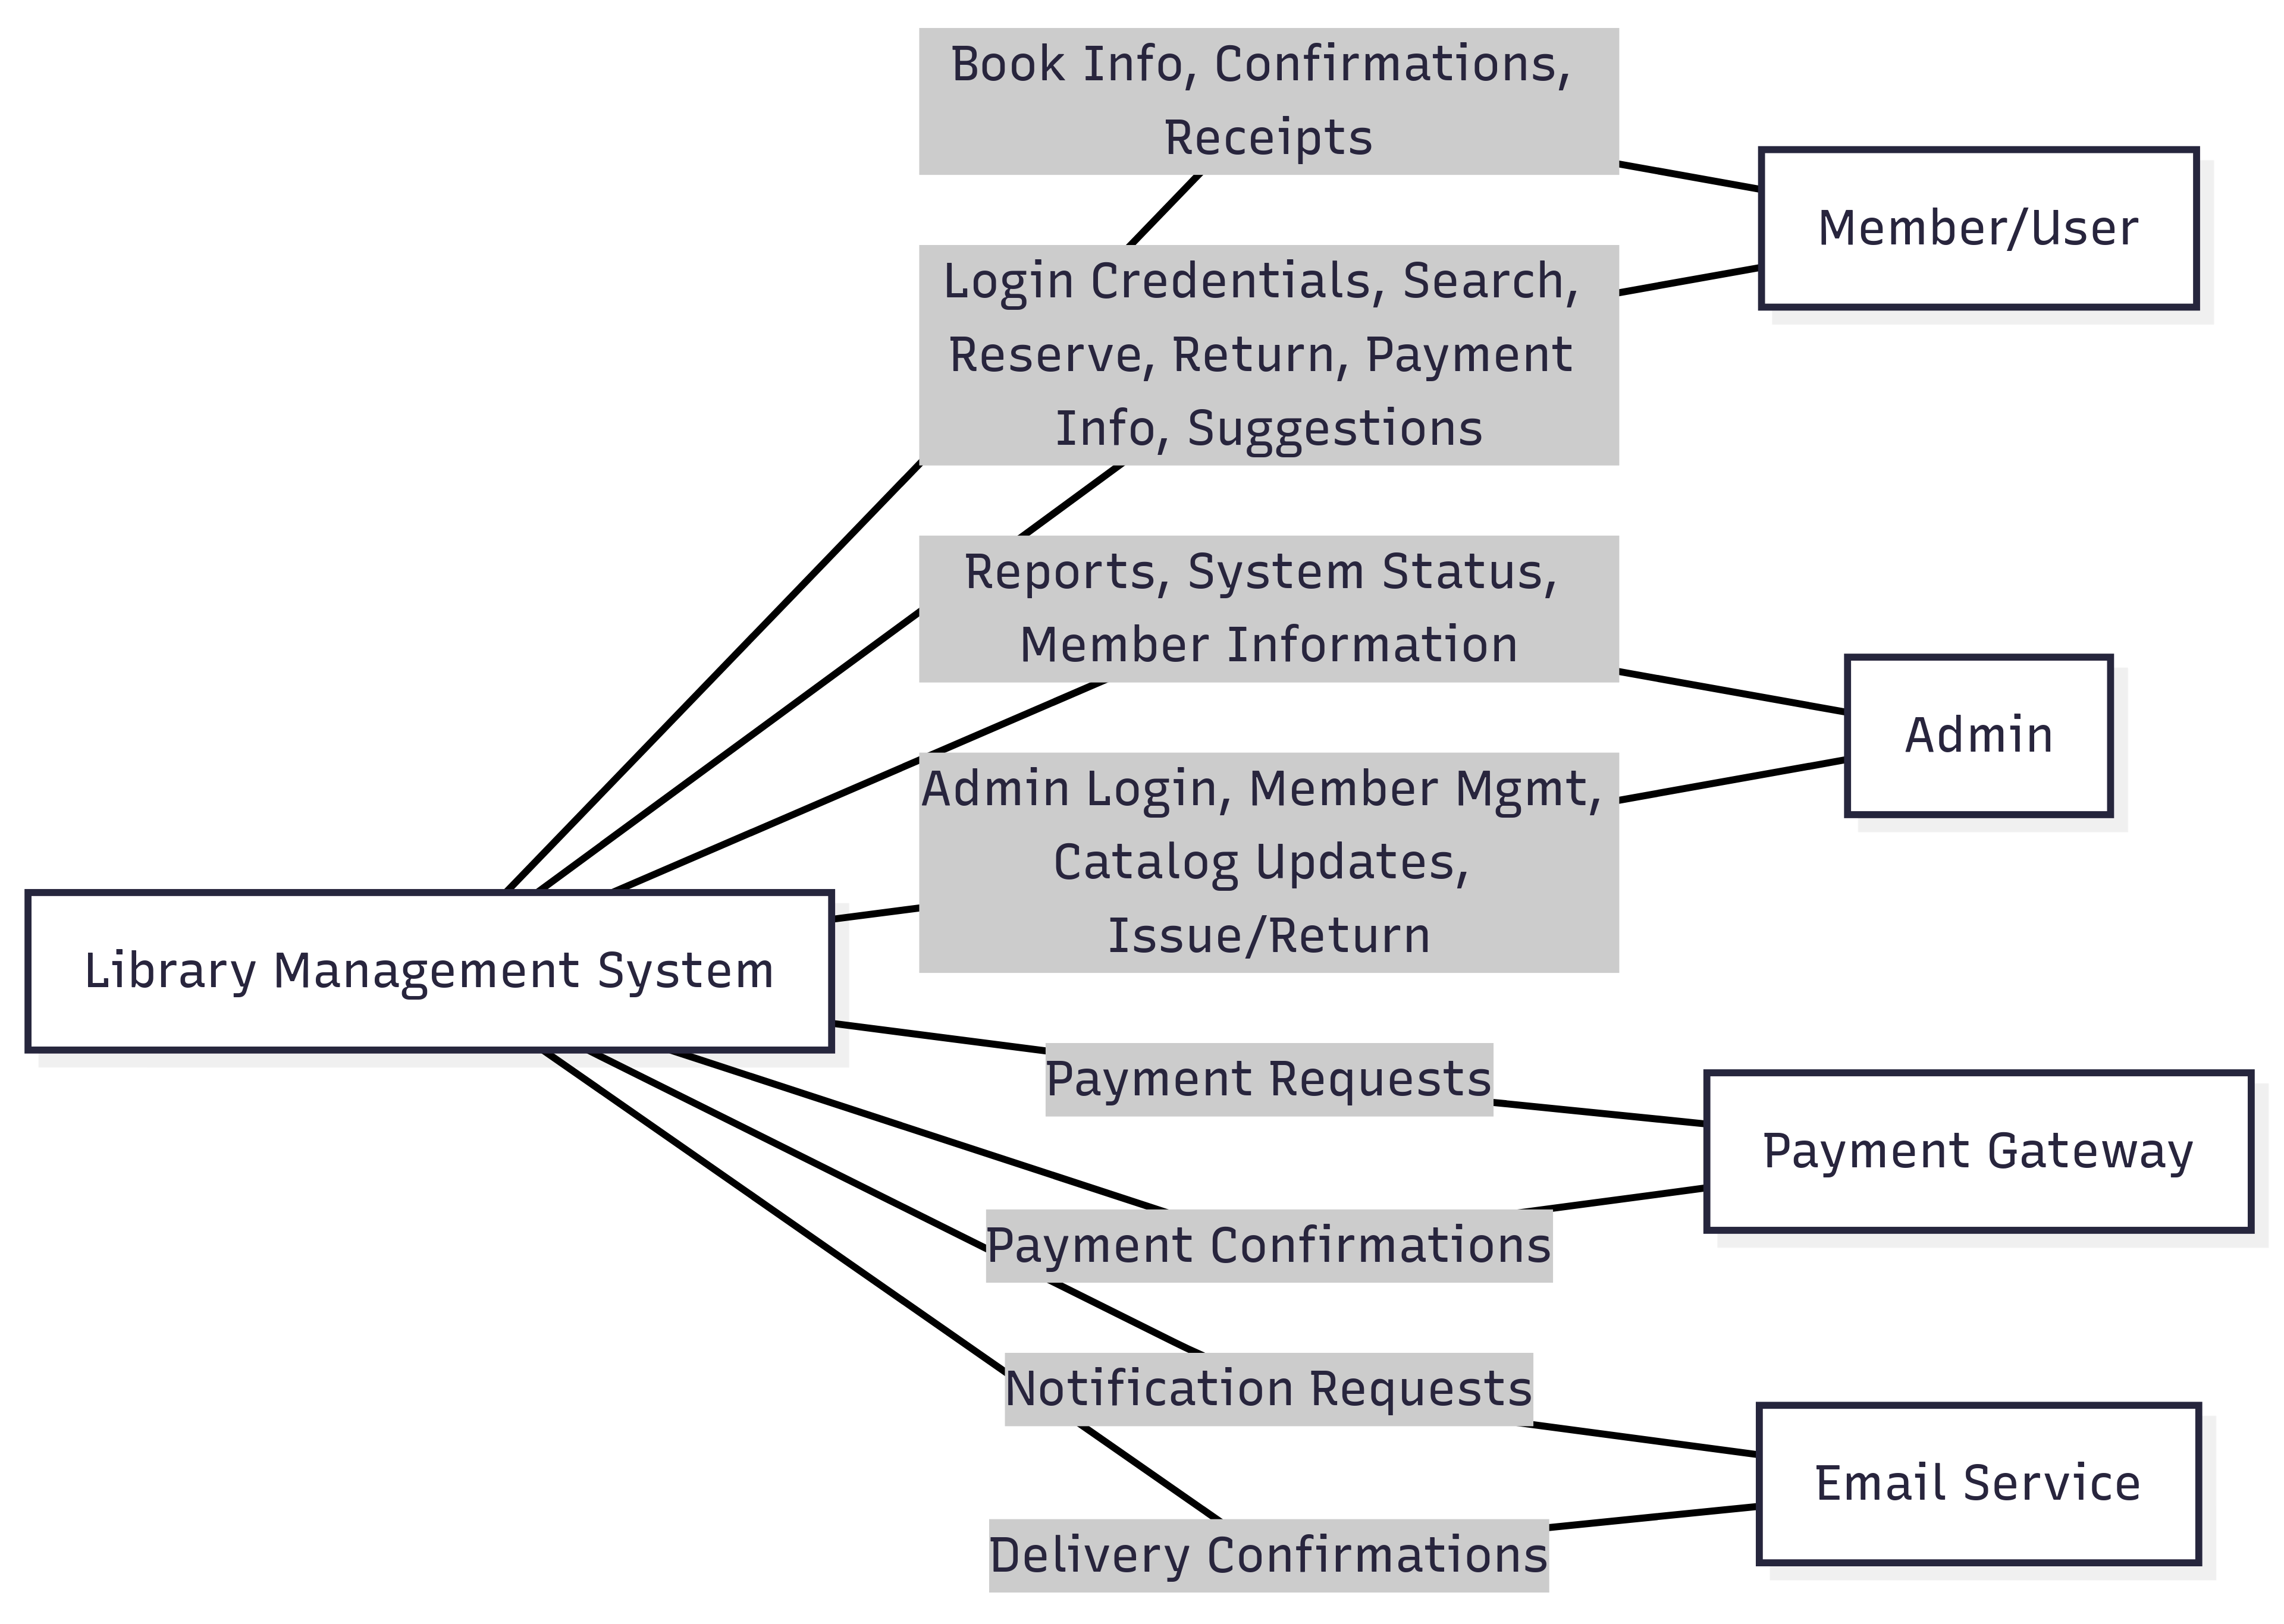 Book Info, Confirmations,
Receipts
Member/User
Login Credentials, Search,
Reserve, Return, Payment
Info, Suggestions
Reports, System Status,
Member Information
Admin
Admin Login, Member Mgmt,
Catalog Updates,
Issue/Return
Library Management System
Payment Requests
Payment Gateway
Payment Confirmations
Notification Requests
Email Service
Delivery Confirmations